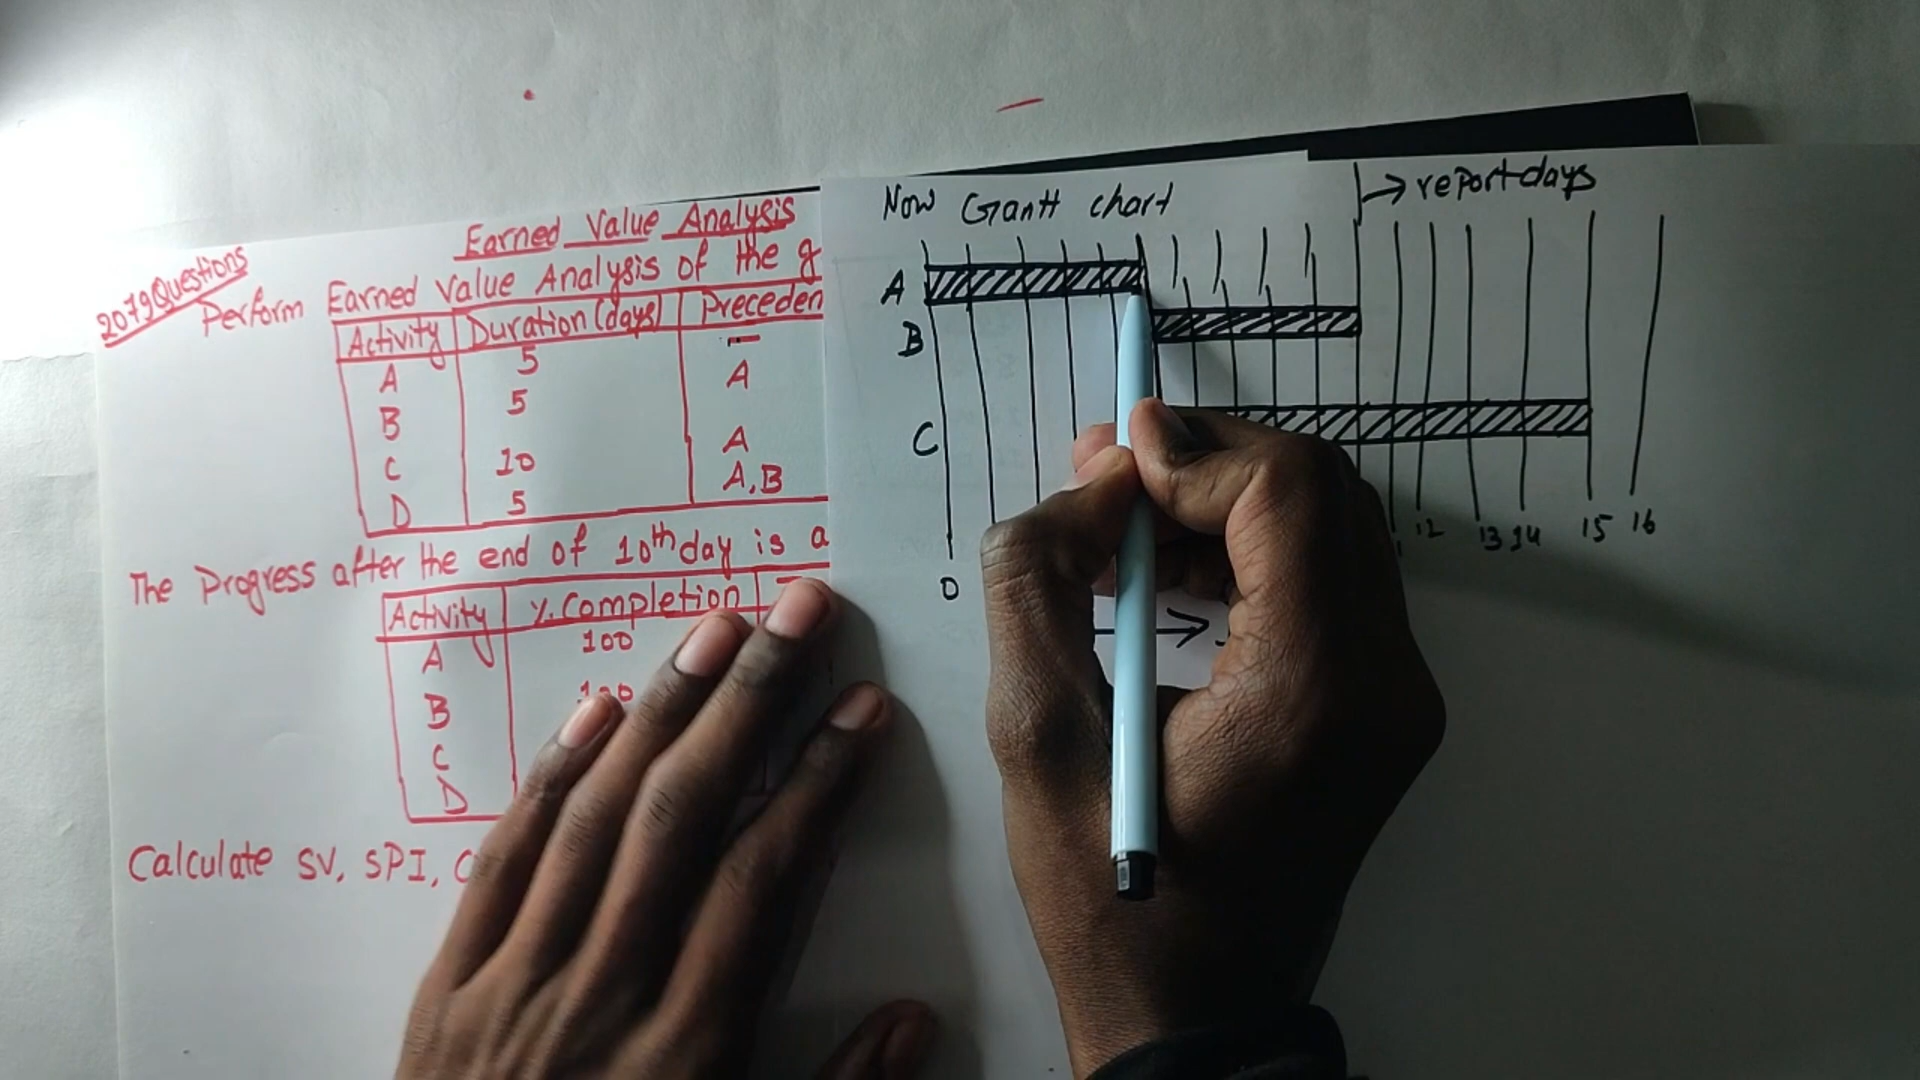 2079 Questions
Earned Value Analysis
Perform Earned Value Analysis of the g
Activity Duration (days) Preceden
A 5 —
B 5 A
C 10 A
D 5 A,B
The Progress after the end of 10th day is a
Activity %. Completion
A 100
B 100
C
D
Calculate SV, SPI, C
Now Gantt chart
→ report days
A
B
C
0 12 13 14 15 16